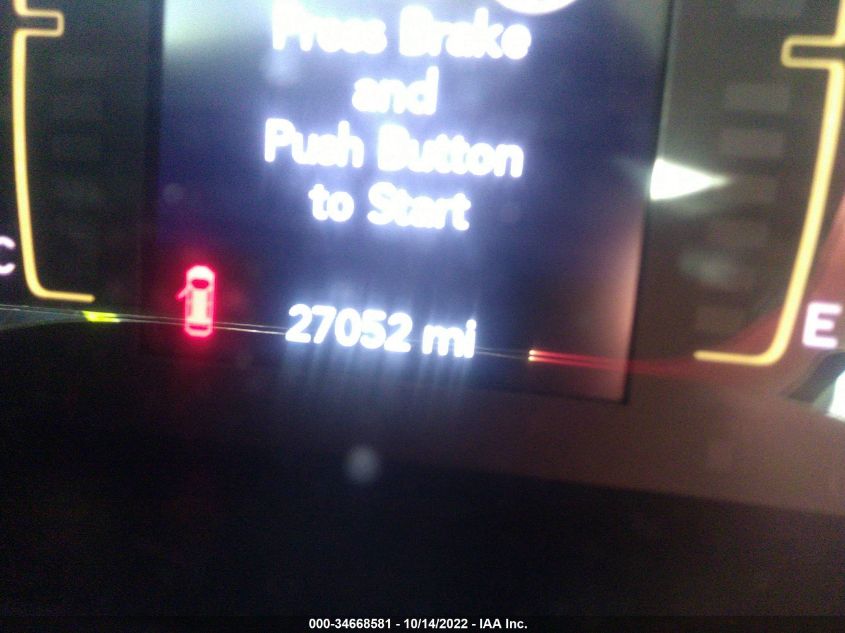 Press Brake
and
Push Button
to Start
C
27052 mi
E
000-34668581 - 10/14/2022 - IAA Inc.